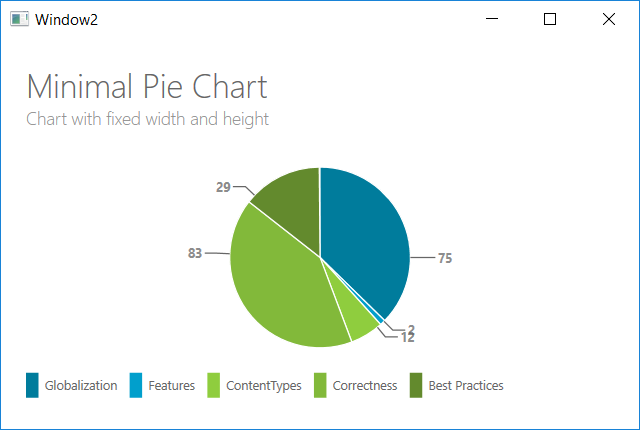 Window2
Minimal Pie Chart
Chart with fixed width and height
29
83
75
2
12
Globalization Features ContentTypes Correctness Best Practices